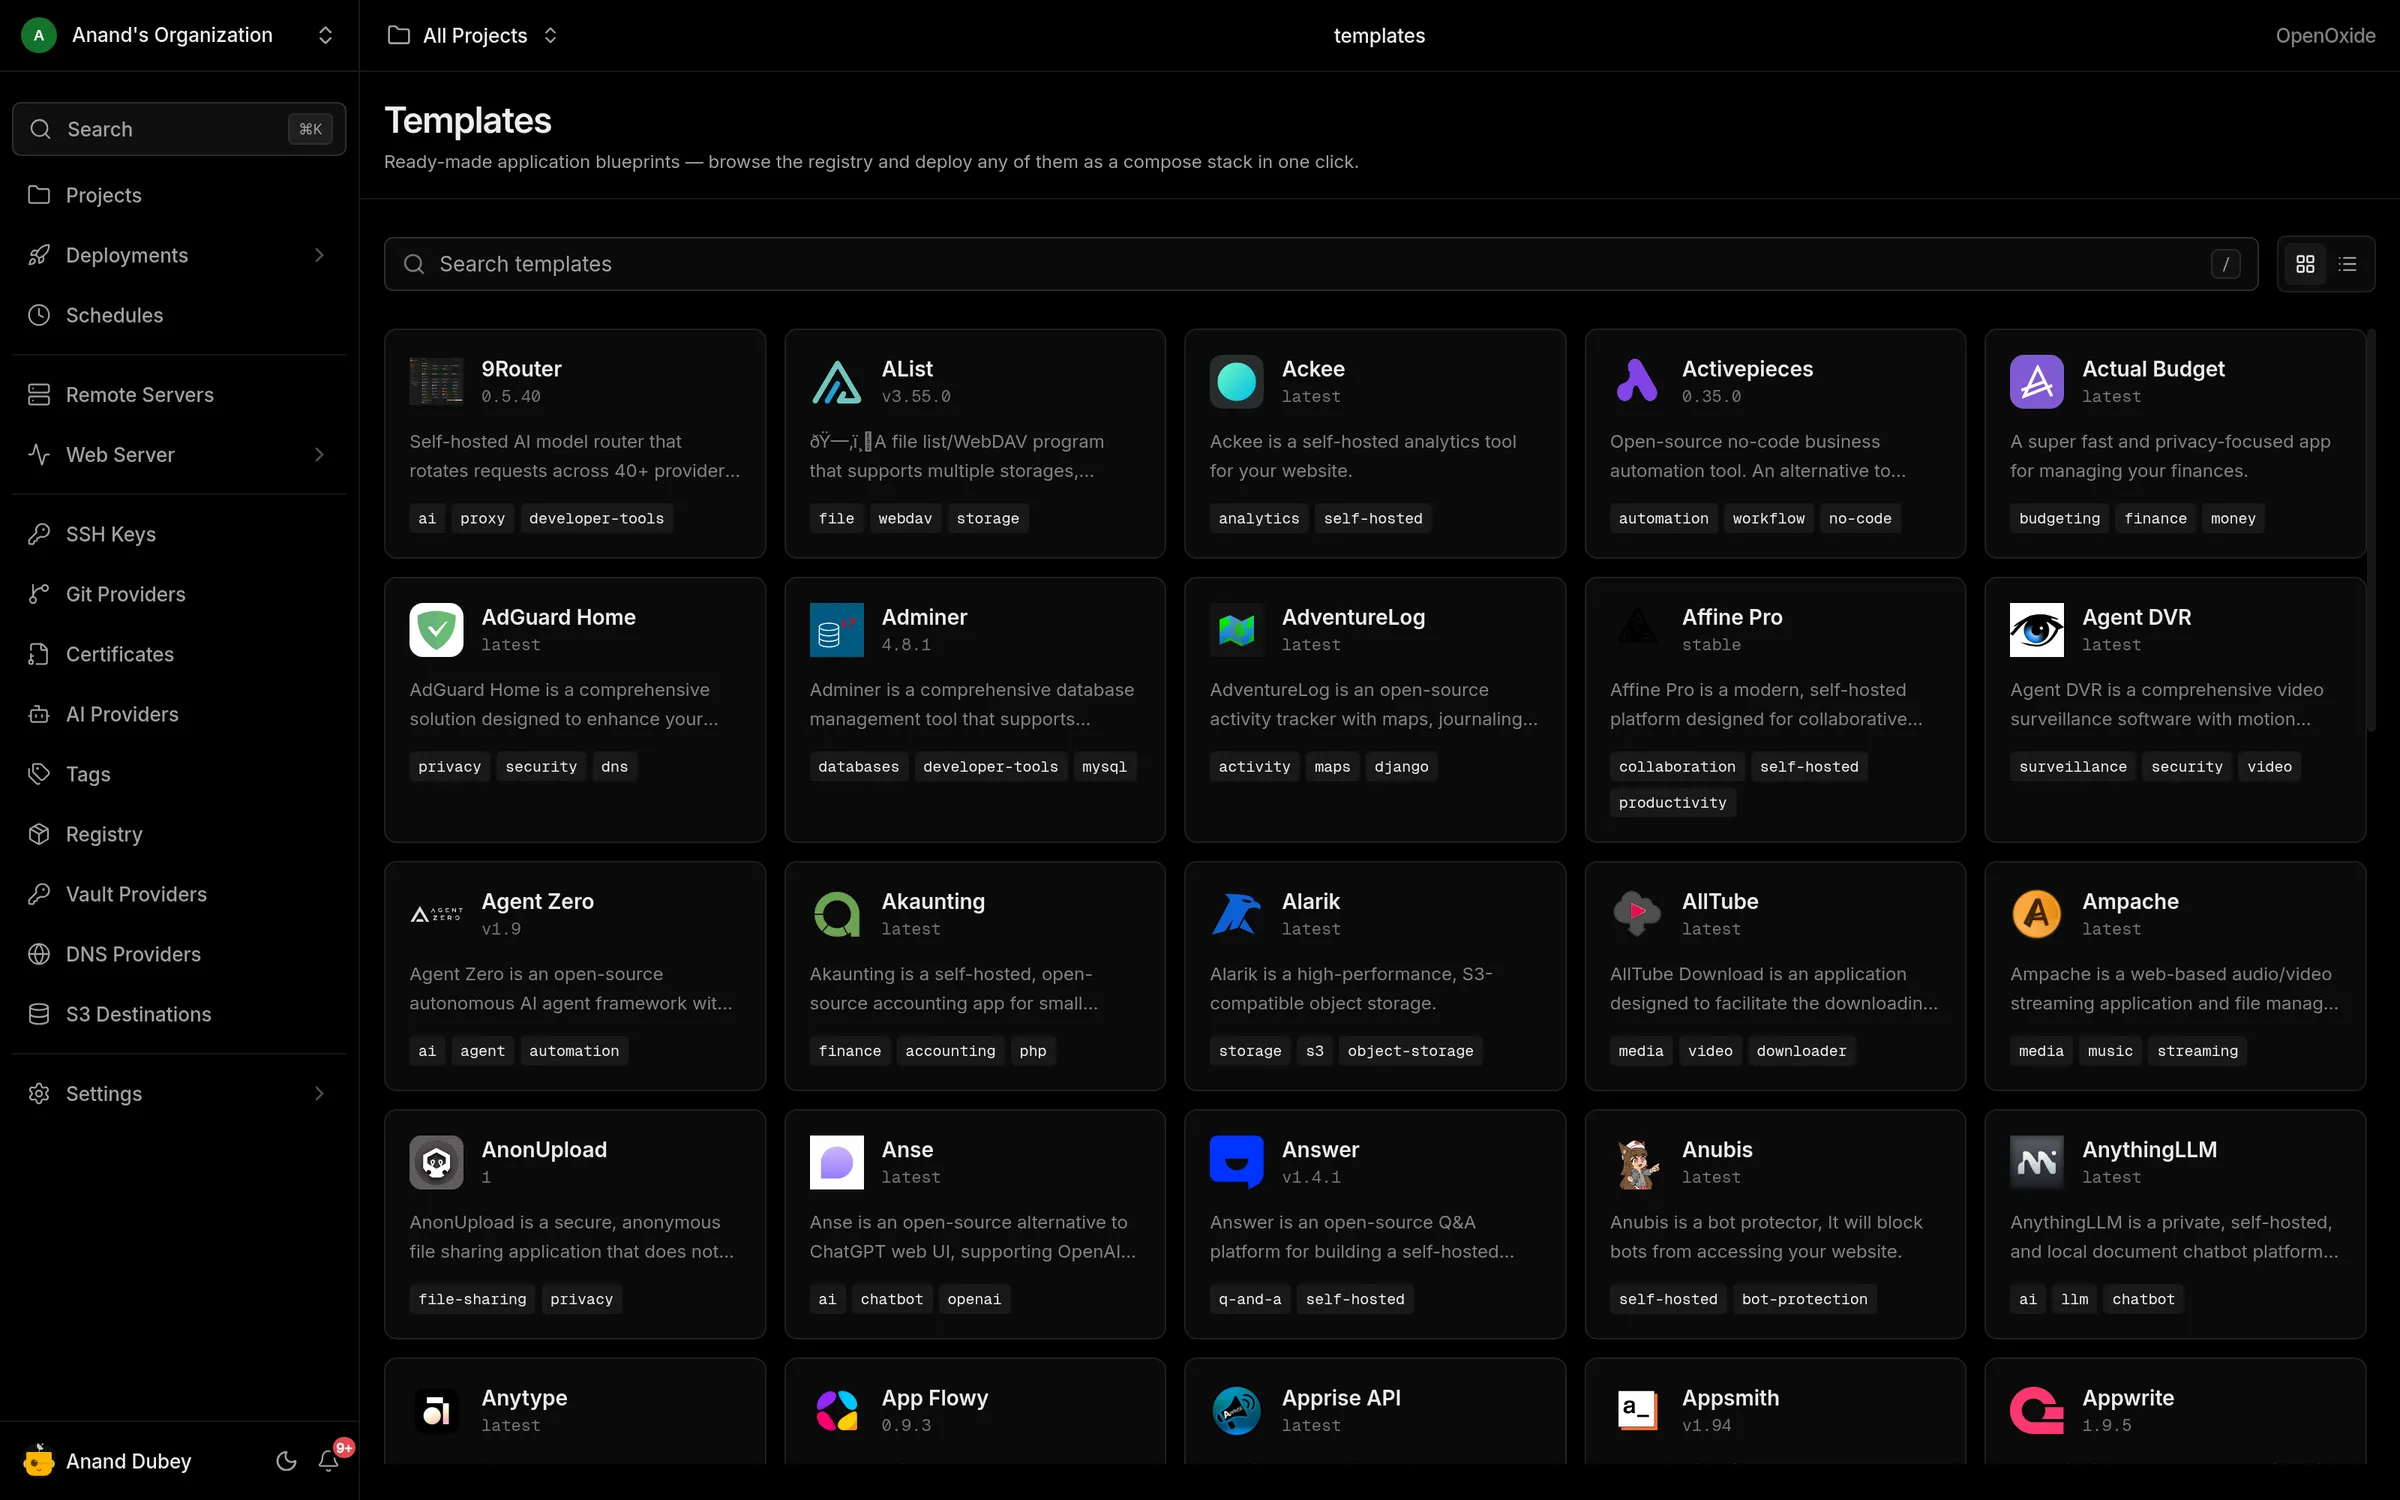 A Anand's Organization
All Projects
templates
OpenOxide
Search ⌘K
Projects
Deployments
Schedules
Remote Servers
Web Server
SSH Keys
Git Providers
Certificates
AI Providers
Tags
Registry
Vault Providers
DNS Providers
S3 Destinations
Settings
Anand Dubey 9+
Templates
Ready-made application blueprints — browse the registry and deploy any of them as a compose stack in one click.
Search templates /
9Router
0.5.40
Self-hosted AI model router that
rotates requests across 40+ provider...
ai proxy developer-tools
AList
v3.55.0
A file list/WebDAV program
that supports multiple storages,...
file webdav storage
Ackee
latest
Ackee is a self-hosted analytics tool
for your website.
analytics self-hosted
Activepieces
0.35.0
Open-source no-code business
automation tool. An alternative to...
automation workflow no-code
Actual Budget
latest
A super fast and privacy-focused app
for managing your finances.
budgeting finance money
AdGuard Home
latest
AdGuard Home is a comprehensive
solution designed to enhance your...
privacy security dns
Adminer
4.8.1
Adminer is a comprehensive database
management tool that supports...
databases developer-tools mysql
AdventureLog
latest
AdventureLog is an open-source
activity tracker with maps, journaling...
activity maps django
Affine Pro
stable
Affine Pro is a modern, self-hosted
platform designed for collaborative...
collaboration self-hosted
productivity
Agent DVR
latest
Agent DVR is a comprehensive video
surveillance software with motion...
surveillance security video
AGENT
ZERO
Agent Zero
v1.9
Agent Zero is an open-source
autonomous AI agent framework wit...
ai agent automation
Akaunting
latest
Akaunting is a self-hosted, open-
source accounting app for small...
finance accounting php
Alarik
latest
Alarik is a high-performance, S3-
compatible object storage.
storage s3 object-storage
AllTube
latest
AllTube Download is an application
designed to facilitate the downloadin...
media video downloader
Ampache
latest
Ampache is a web-based audio/video
streaming application and file manag...
media music streaming
AnonUpload
1
AnonUpload is a secure, anonymous
file sharing application that does not...
file-sharing privacy
Anse
latest
Anse is an open-source alternative to
ChatGPT web UI, supporting OpenAI...
ai chatbot openai
Answer
v1.4.1
Answer is an open-source Q&A
platform for building a self-hosted...
q-and-a self-hosted
Anubis
latest
Anubis is a bot protector, It will block
bots from accessing your website.
self-hosted bot-protection
AnythingLLM
latest
AnythingLLM is a private, self-hosted,
and local document chatbot platform...
ai llm chatbot
Anytype
latest
App Flowy
0.9.3
Apprise API
latest
a_
Appsmith
v1.94
Appwrite
1.9.5